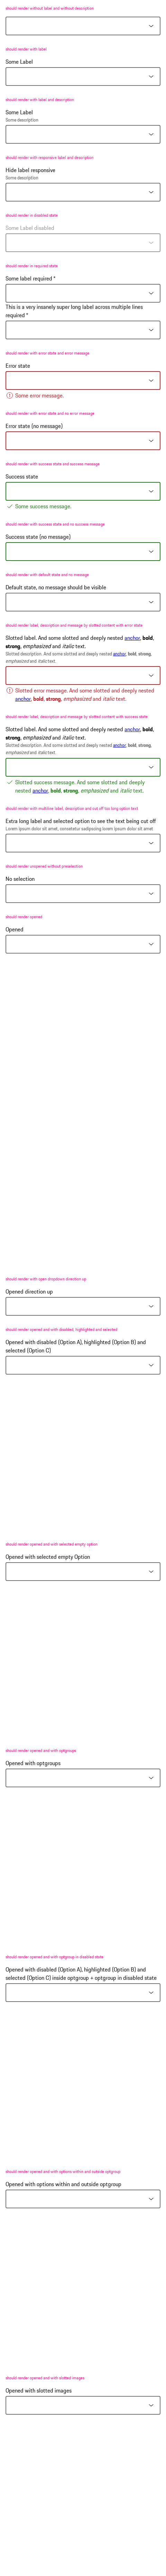 should render without label and without description
should render with label
Some Label
should render with label and description
Some Label
Some description
should render with responsive label and description
Hide label responsive
Some description
should render in disabled state
Some Label disabled
should render in required state
Some label required *
This is a very insanely super long label across multiple lines
required *
should render with error state and error message
Error state
Some error message.
should render with error state and no error message
Error state (no message)
should render with success state and success message
Success state
Some success message.
should render with success state and no success message
Success state (no message)
should render with default state and no message
Default state, no message should be visible
should render label, description and message by slotted content with error state
Slotted label. And some slotted and deeply nested anchor, bold,
strong, emphasized and italic text.
Slotted description. And some slotted and deeply nested anchor, bold, strong,
emphasized and italic text.
Slotted error message. And some slotted and deeply nested
anchor, bold, strong, emphasized and italic text.
should render label, description and message by slotted content with success state
Slotted label. And some slotted and deeply nested anchor, bold,
strong, emphasized and italic text.
Slotted description. And some slotted and deeply nested anchor, bold, strong,
emphasized and italic text.
Slotted success message. And some slotted and deeply
nested anchor, bold, strong, emphasized and italic text.
should render with multiline label, description and cut off too long option text
Extra long label and selected option to see the text being cut off
Lorem ipsum dolor sit amet, consetetur sadipscing lorem ipsum dolor sit amet
should render unopened without preselection
No selection
should render opened
Opened
should render with open dropdown direction up
Opened direction up
should render opened and with disabled, highlighted and selected
Opened with disabled (Option A), highlighted (Option B) and
selected (Option C)
should render opened and with selected empty option
Opened with selected empty Option
should render opened and with optgroups
Opened with optgroups
should render opened and with optgroup in disabled state
Opened with disabled (Option A), highlighted (Option B) and
selected (Option C) inside optgroup + optgroup in disabled state
should render opened and with options within and outside optgroup
Opened with options within and outside optgroup
should render opened and with slotted images
Opened with slotted images